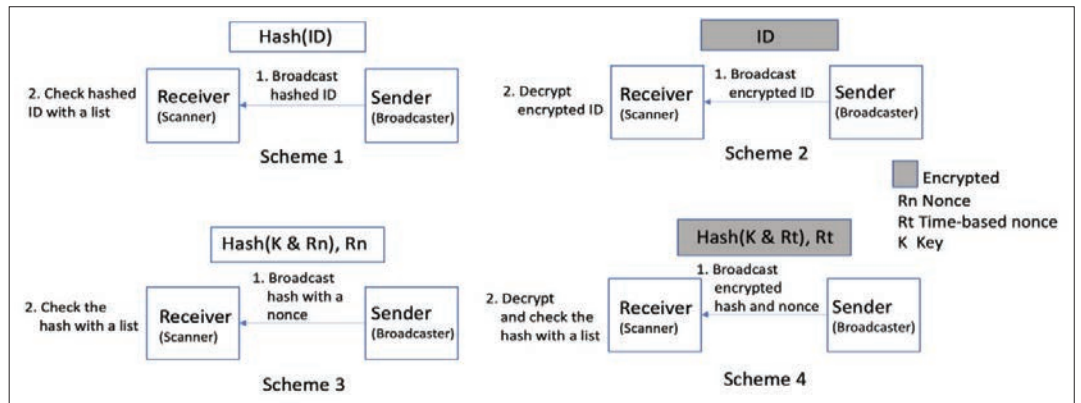 Hash(ID)
2. Check hashed
ID with a list
Receiver
(Scanner)
1. Broadcast
hashed ID
Sender
(Broadcaster)
Scheme 1
ID
2. Decrypt
encrypted ID
Receiver
(Scanner)
1. Broadcast
encrypted ID
Sender
(Broadcaster)
Scheme 2
Encrypted
Rn Nonce
Rt Time-based nonce
K Key
Hash(K & Rn), Rn
2. Check the
hash with a list
Receiver
(Scanner)
1. Broadcast
hash with a
nonce
Sender
(Broadcaster)
Scheme 3
Hash(K & Rt), Rt
2. Decrypt
and check the
hash with a list
Receiver
(Scanner)
1. Broadcast
encrypted
hash and nonce
Sender
(Broadcaster)
Scheme 4